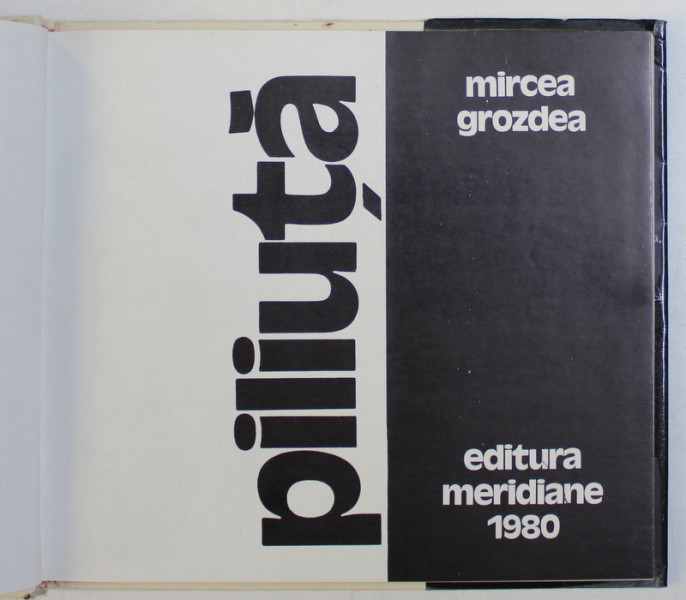 piliuță
mircea
grozdea
editura
meridiane
1980